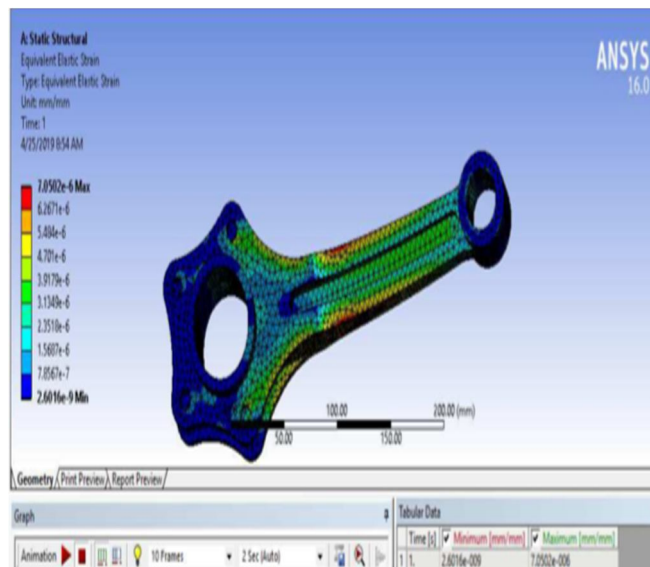 A: Static Structural
Equivalent Elastic Strain
Type: Equivalent Elastic Strain
Unit: mm/mm
Time: 1
4/25/2019 8:54 AM
ANSYS
16.0
7.0502e-6 Max
6.2671e-6
5.484e-6
4.701e-6
3.9179e-6
3.1349e-6
2.3518e-6
1.5687e-6
7.8567e-7
2.6016e-9 Min
100.00
200.00 (mm)
50.00
150.00
Geometry
Print Preview
Report Preview
Graph
Tabular Data
Animation
10 Frames
2 Sec (Auto)
Time [s]
Minimum [mm/mm]
Maximum [mm/mm]
1
1.
2.6016e-009
7.0502e-006